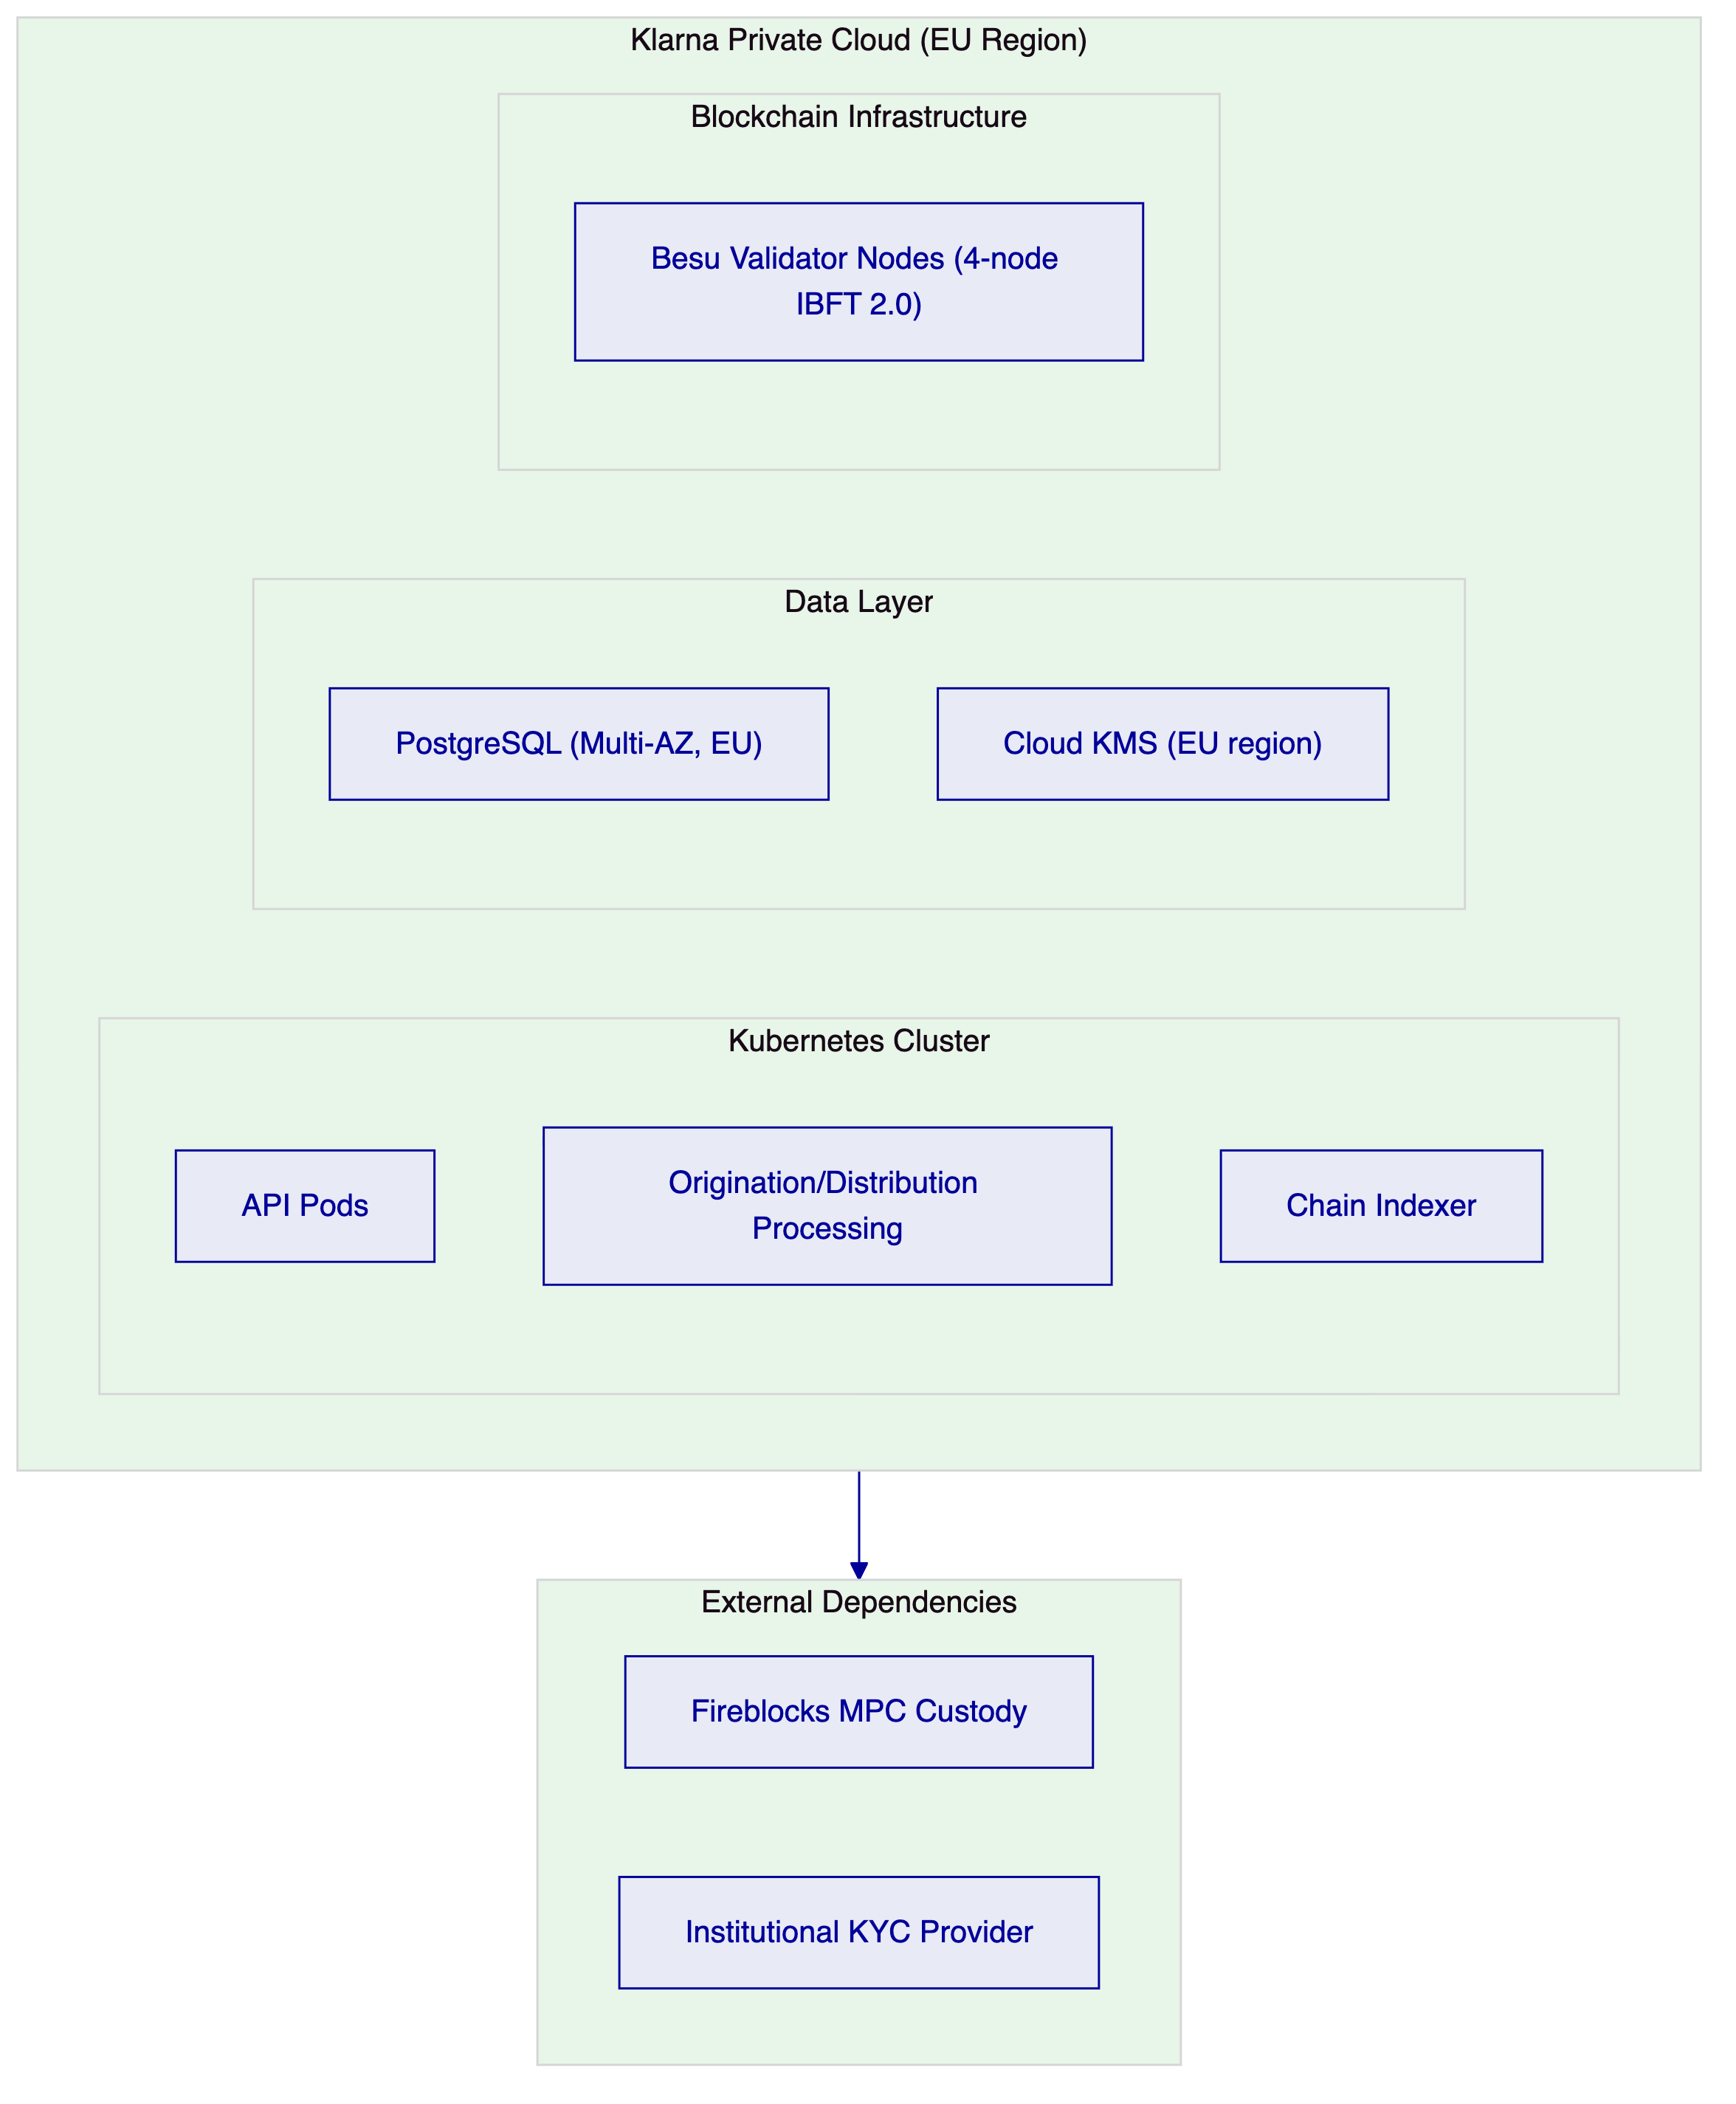 Klarna Private Cloud (EU Region)
Blockchain Infrastructure
Besu Validator Nodes (4-node
IBFT 2.0)
Data Layer
PostgreSQL (Multi-AZ, EU)
Cloud KMS (EU region)
Kubernetes Cluster
API Pods
Origination/Distribution
Processing
Chain Indexer
External Dependencies
Fireblocks MPC Custody
Institutional KYC Provider